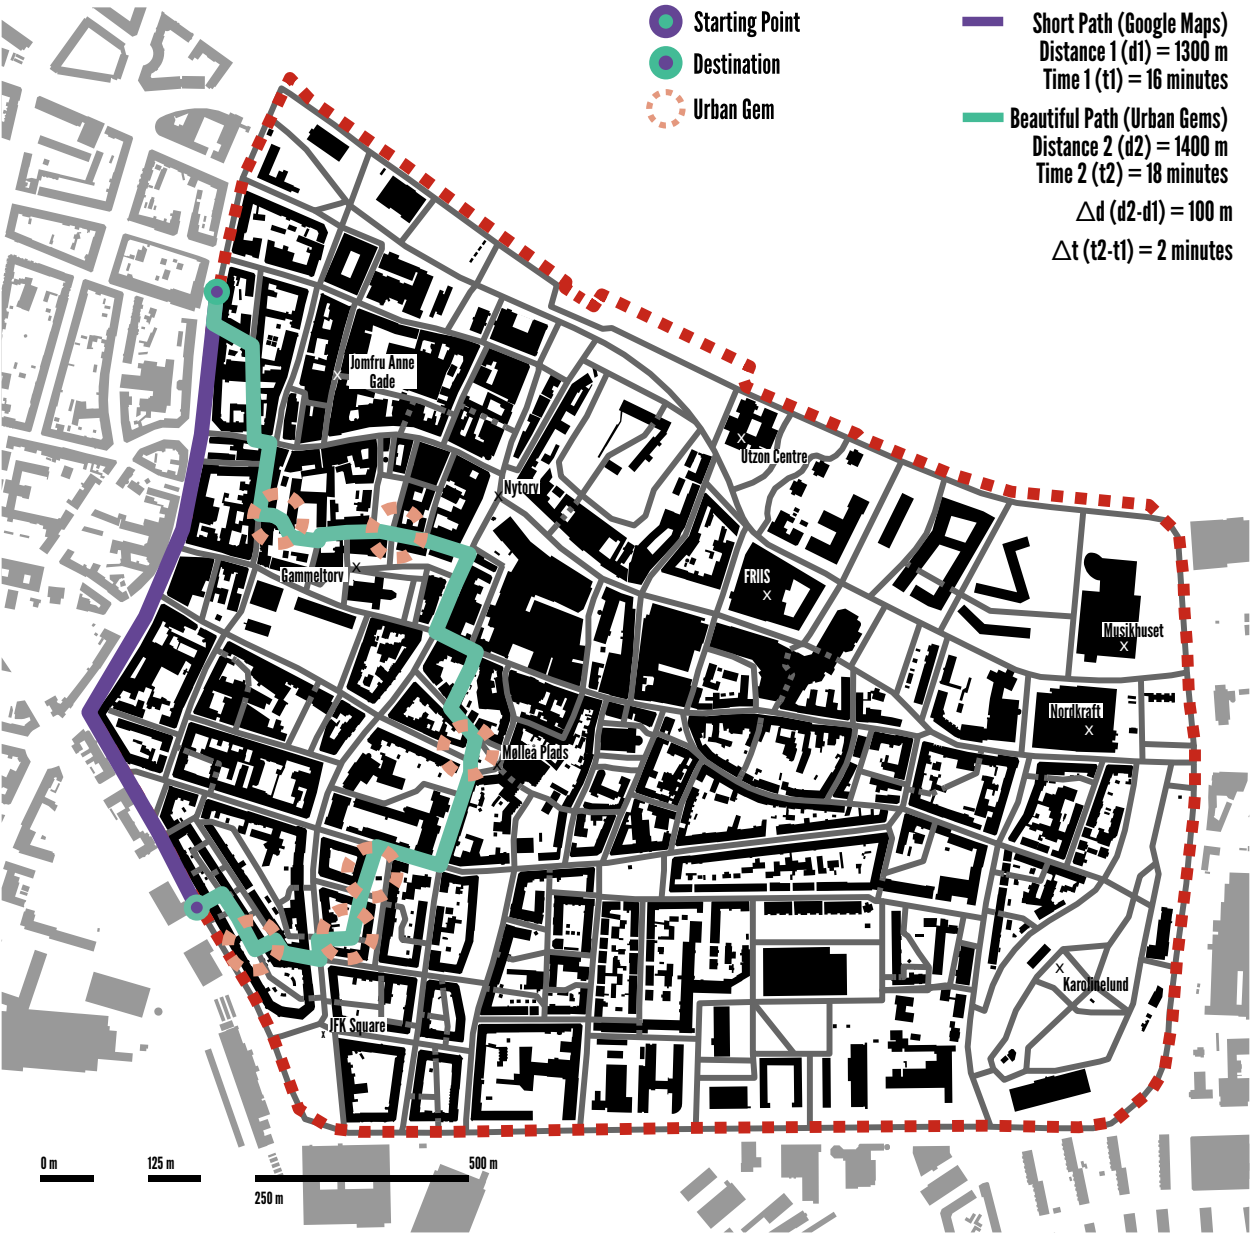 Starting Point
Destination
Urban Gem
Short Path (Google Maps)
Distance 1 (d1) = 1300 m
Time 1 (t1) = 16 minutes
Beautiful Path (Urban Gems)
Distance 2 (d2) = 1400 m
Time 2 (t2) = 18 minutes
△d (d2-d1) = 100 m
△t (t2-t1) = 2 minutes
Jomfru Anne
Gade
X
X
Utzon Centre
Nytorv
X
Gammeltorv
X
FRIIS
X
Musikhuset
X
Nordkraft
X
Mølleå Plads
X
Karolinelund
JFK Square
X
0 m
125 m
500 m
250 m